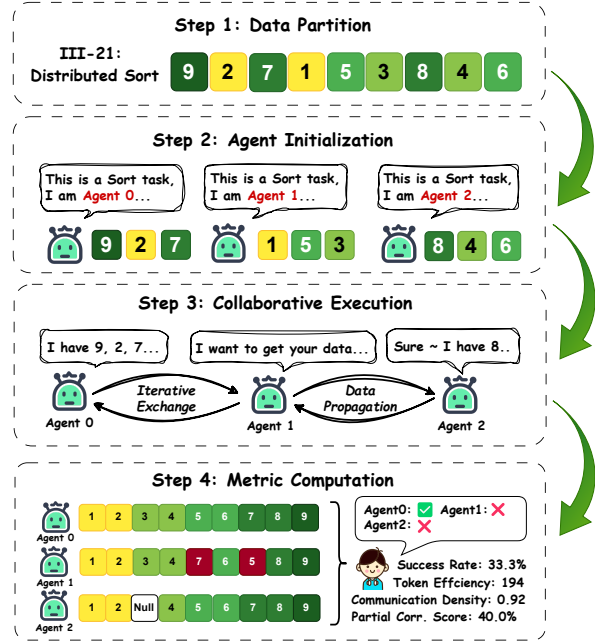 Step 1: Data Partition
III-21:
Distributed Sort
9 2 7 1 5 3 8 4 6
Step 2: Agent Initialization
This is a Sort task,
I am Agent 0...
This is a Sort task,
I am Agent 1...
This is a Sort task,
I am Agent 2...
9 2 7
1 5 3
8 4 6
Step 3: Collaborative Execution
I have 9, 2, 7...
I want to get your data...
Sure ~ I have 8..
Iterative
Exchange
Data
Propagation
Agent 0
Agent 1
Agent 2
Step 4: Metric Computation
1 2 3 4 5 6 7 8 9
Agent 0
1 2 3 4 7 6 5 8 9
Agent 1
1 2 Null 4 5 6 7 8 9
Agent 2
Agent0: Agent1:
Agent2:
Success Rate: 33.3%
Token Effciency: 194
Communication Density: 0.92
Partial Corr. Score: 40.0%